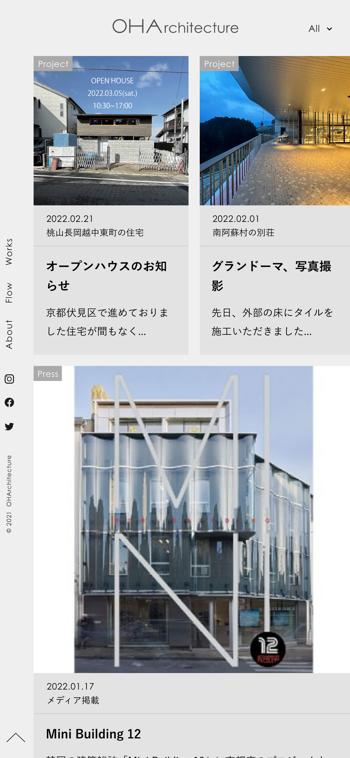 OHArchitecture
All
Project
OPEN HOUSE
2022.03.05(sat.)
10:30~17:00
2022.02.21
桃山長岡越中東町の住宅
オープンハウスのお知
らせ
京都伏見区で進めておりま
した住宅が間もなく...
Project
2022.02.01
南阿蘇村の別荘
グランドーマ、写真撮
影
先日、外部の床にタイルを
施工いただきました...
Works
Flow
About
© 2021 OHArchitecture
Press
12
2022.01.17
メディア掲載
Mini Building 12